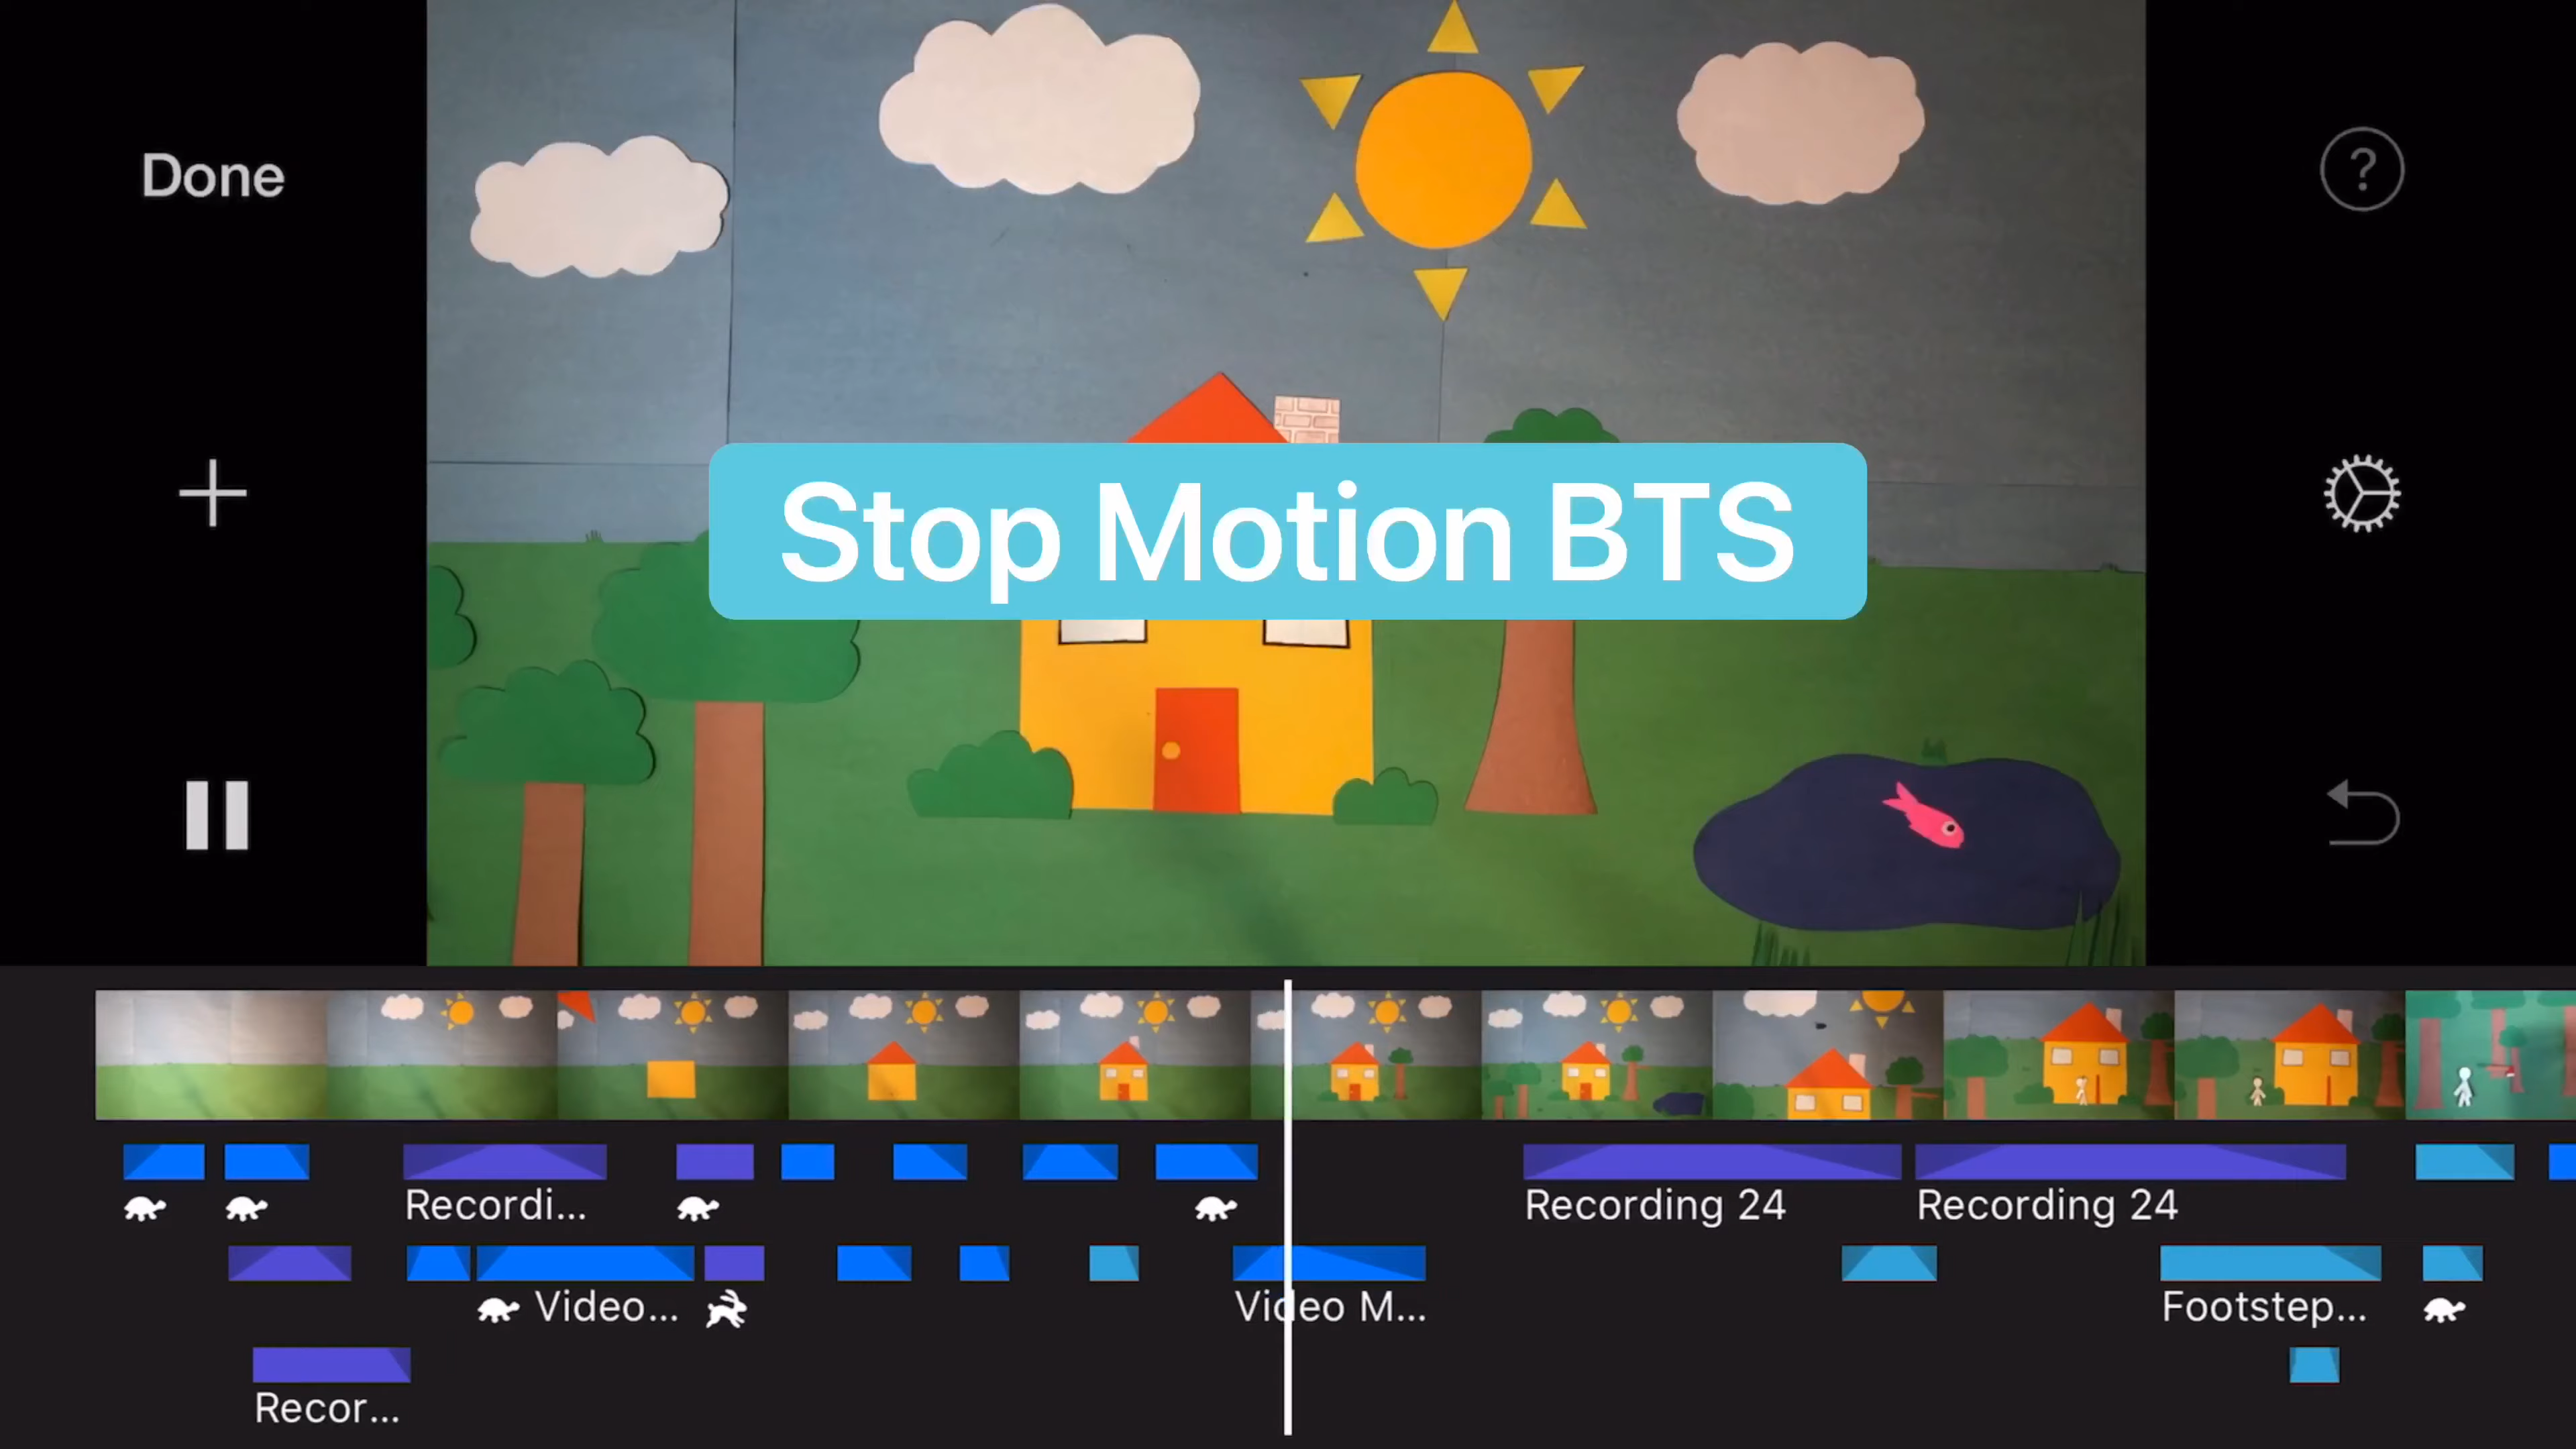 Done
?
Stop Motion BTS
Recordi...
Recording 24
Recording 24
Video...
Video M...
Footstep...
Recor...